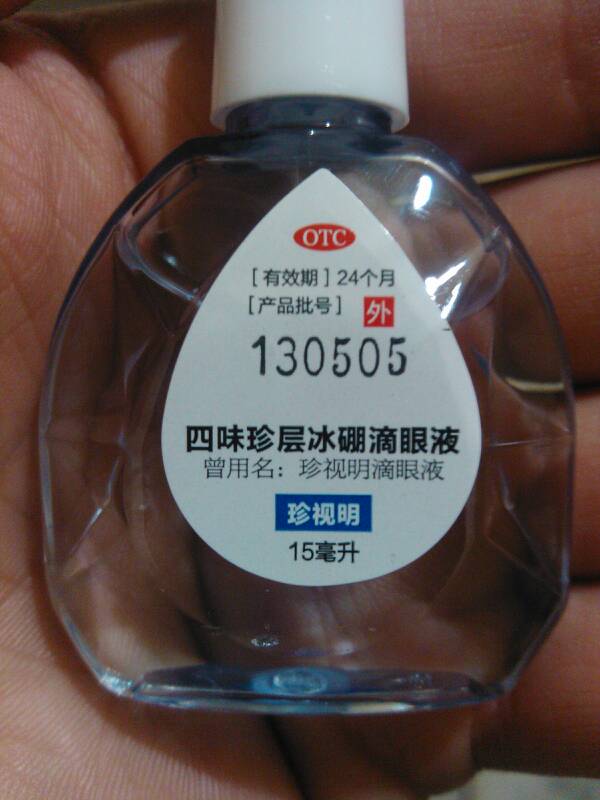 OTC
[有效期]24个月
[产品批号] 外
130505
四味珍层冰硼滴眼液
曾用名：珍视明滴眼液
珍视明
15毫升